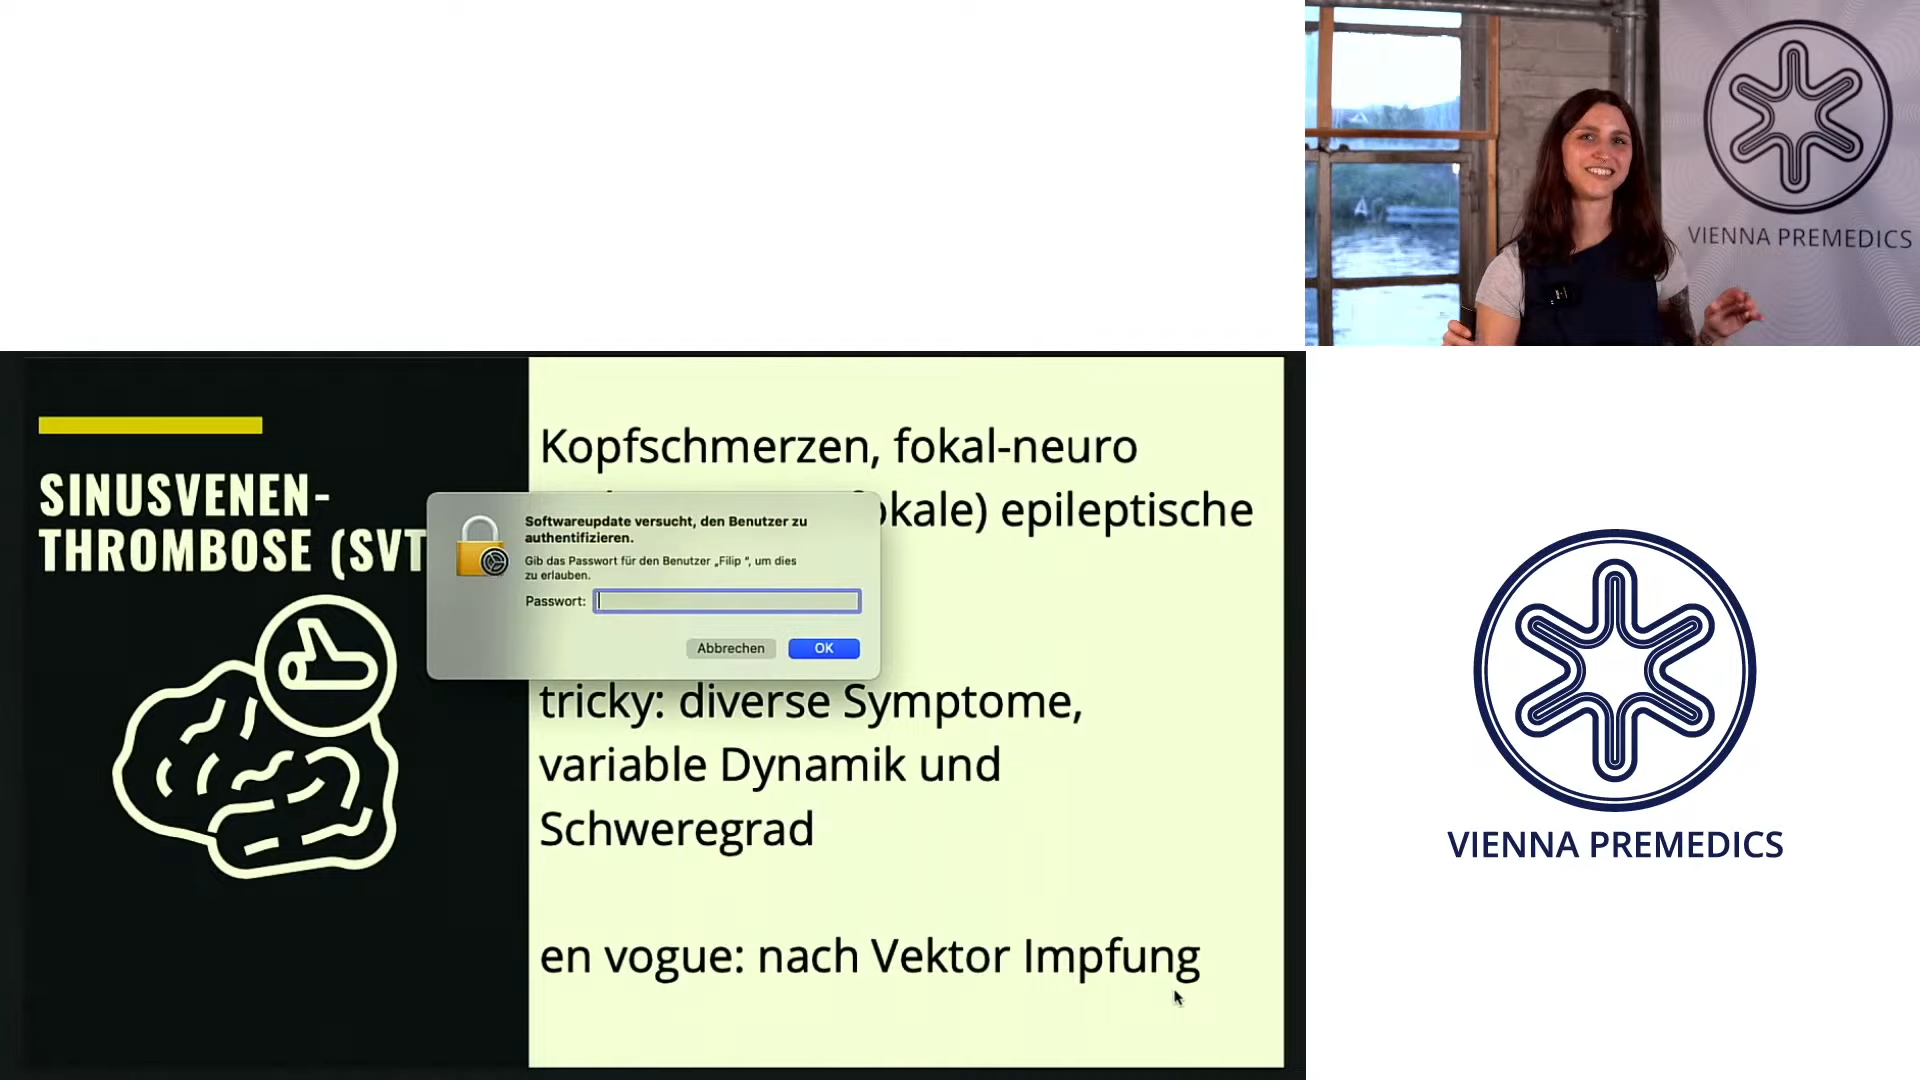 VIENNA PREMEDICS
SINUSVENEN-
THROMBOSE (SVT
Kopfschmerzen, fokal-neuro
okale) epileptische
Softwareupdate versucht, den Benutzer zu
authentifizieren.
Gib das Passwort für den Benutzer „Filip “, um dies
zu erlauben.
Passwort:
Abbrechen
OK
tricky: diverse Symptome,
variable Dynamik und
Schweregrad
en vogue: nach Vektor Impfung
VIENNA PREMEDICS